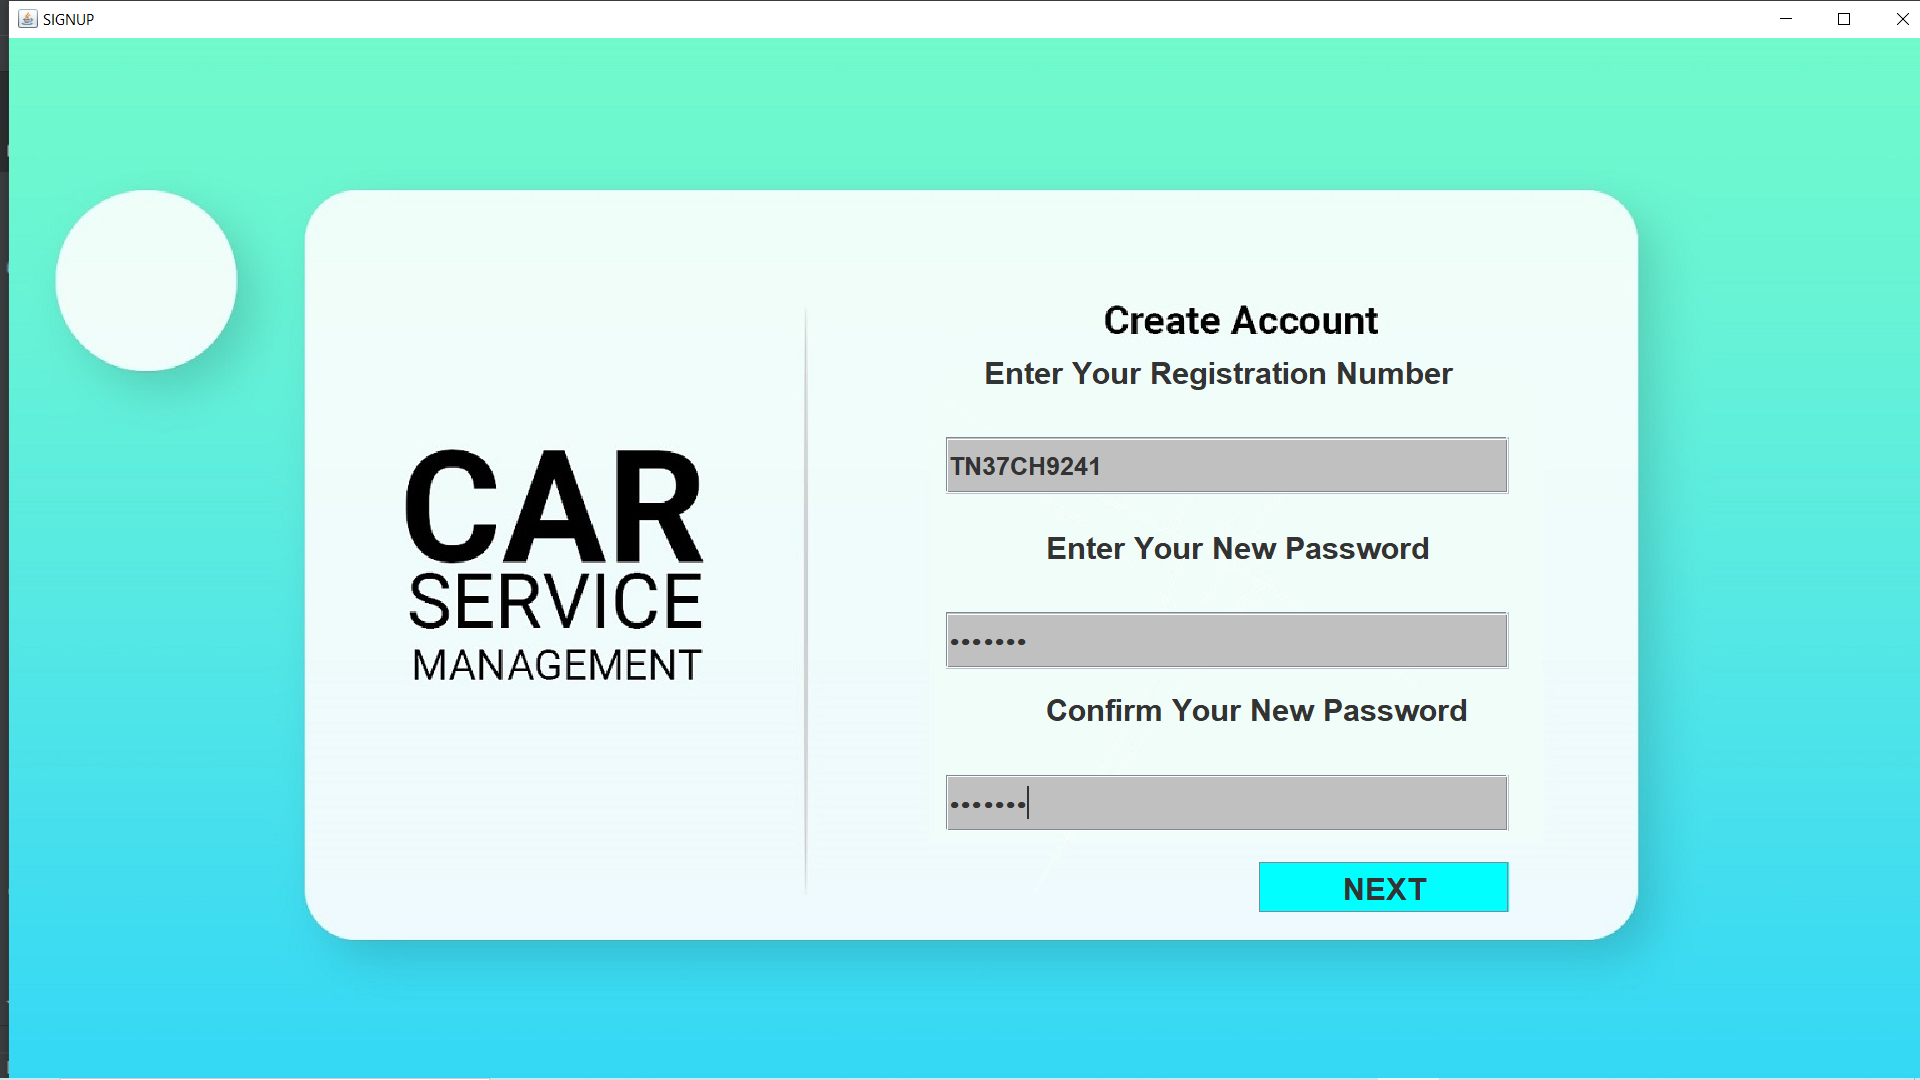 SIGNUP
CAR
SERVICE
MANAGEMENT
Create Account
Enter Your Registration Number
TN37CH9241
Enter Your New Password
•••••••
Confirm Your New Password
•••••••
NEXT